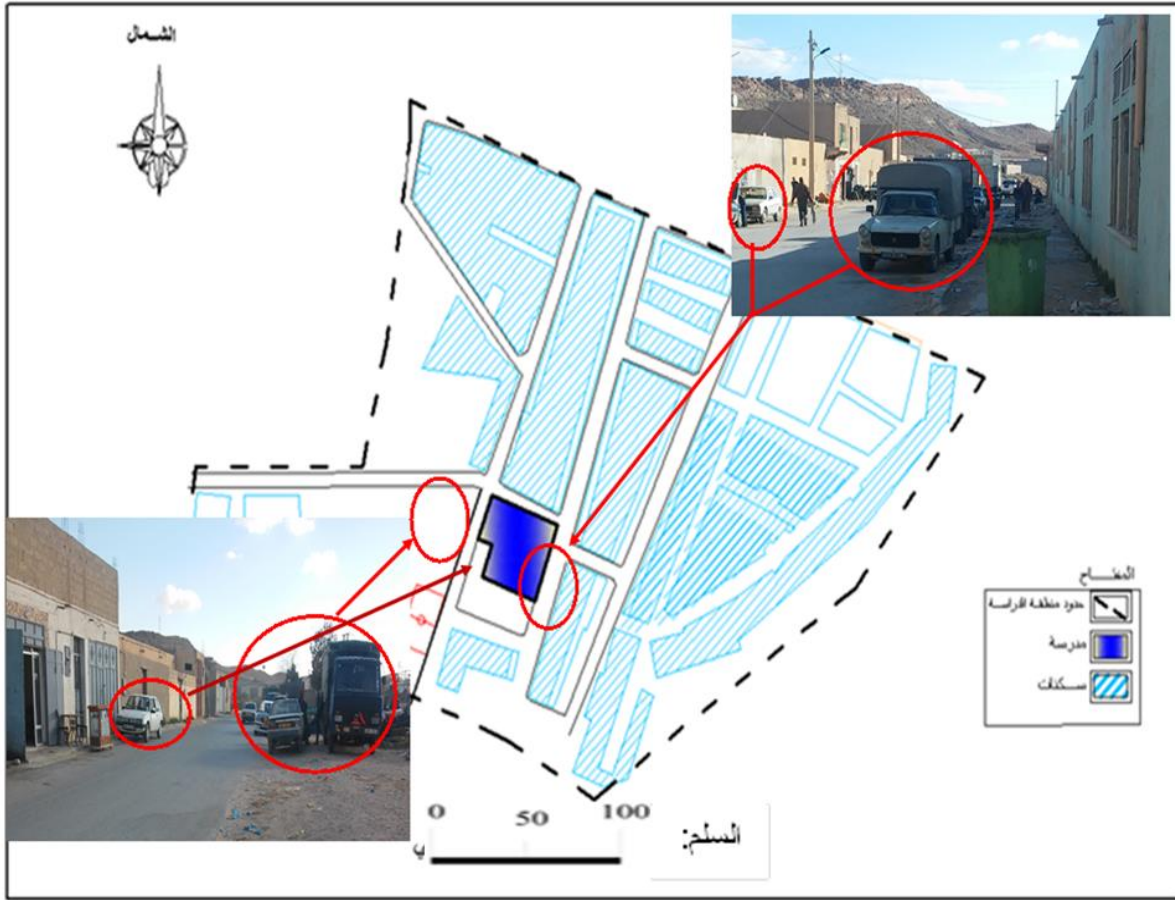 الشمال
المفتاح
حدود منطقة الدراسة
مدرسة
سكنات
0
50
100
السلم: